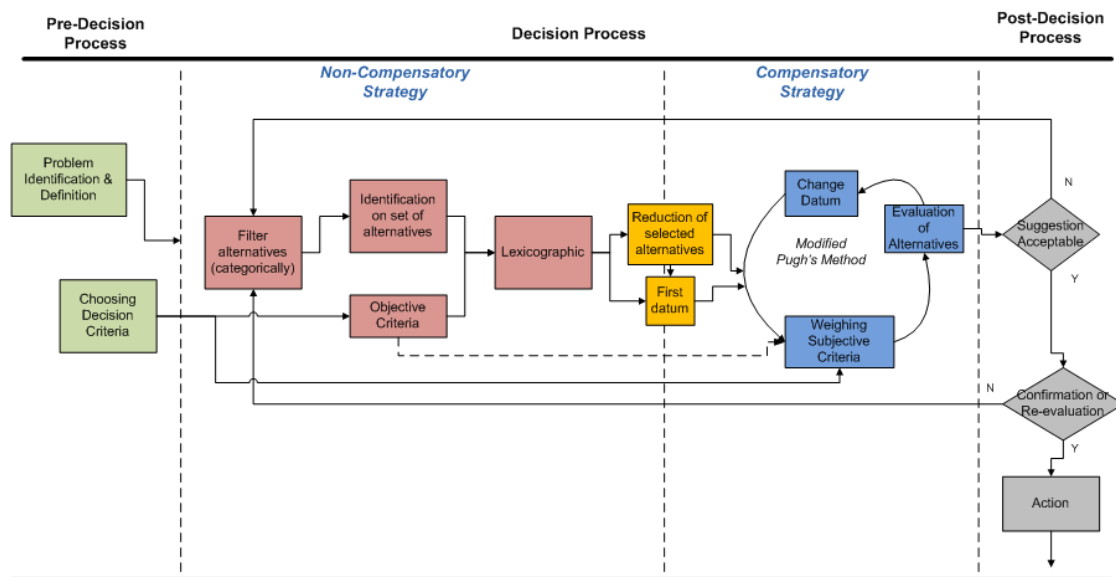 Pre-Decision
Process
Decision Process
Post-Decision
Process
Non-Compensatory
Strategy
Compensatory
Strategy
Problem
Identification &
Definition
Choosing
Decision
Criteria
Filter
alternatives
(categorically)
Identification
on set of
alternatives
Objective
Criteria
Lexicographic
Reduction of
selected
alternatives
First
datum
Change
Datum
Evaluation
of
Alternatives
Modified
Pugh's Method
Weighing
Subjective
Criteria
N
Suggestion
Acceptable
Y
N
Confirmation or
Re-evaluation
Y
Action